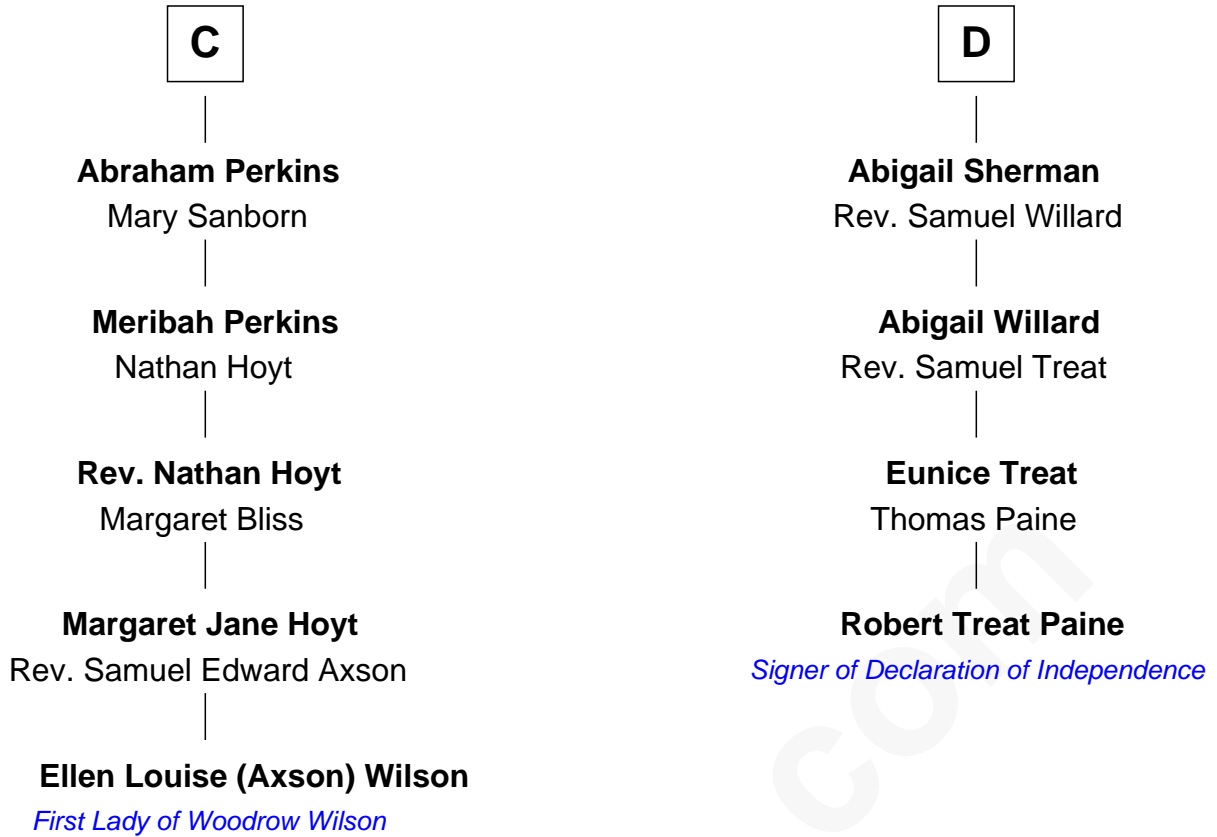 C
Abraham Perkins
Mary Sanborn
Meribah Perkins
Nathan Hoyt
Rev. Nathan Hoyt
Margaret Bliss
Margaret Jane Hoyt
Rev. Samuel Edward Axson
Ellen Louise (Axson) Wilson
First Lady of Woodrow Wilson
D
Abigail Sherman
Rev. Samuel Willard
Abigail Willard
Rev. Samuel Treat
Eunice Treat
Thomas Paine
Robert Treat Paine
Signer of Declaration of Independence
com